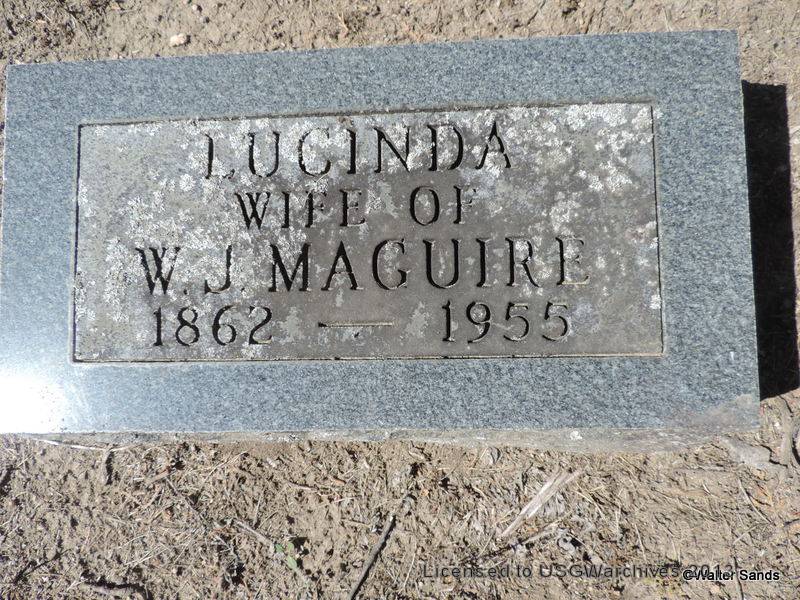 LUCINDA
WIFE OF
W. J. MAGUIRE
1862 — 1955
Licensed to USGWarchives
©Walter Sands